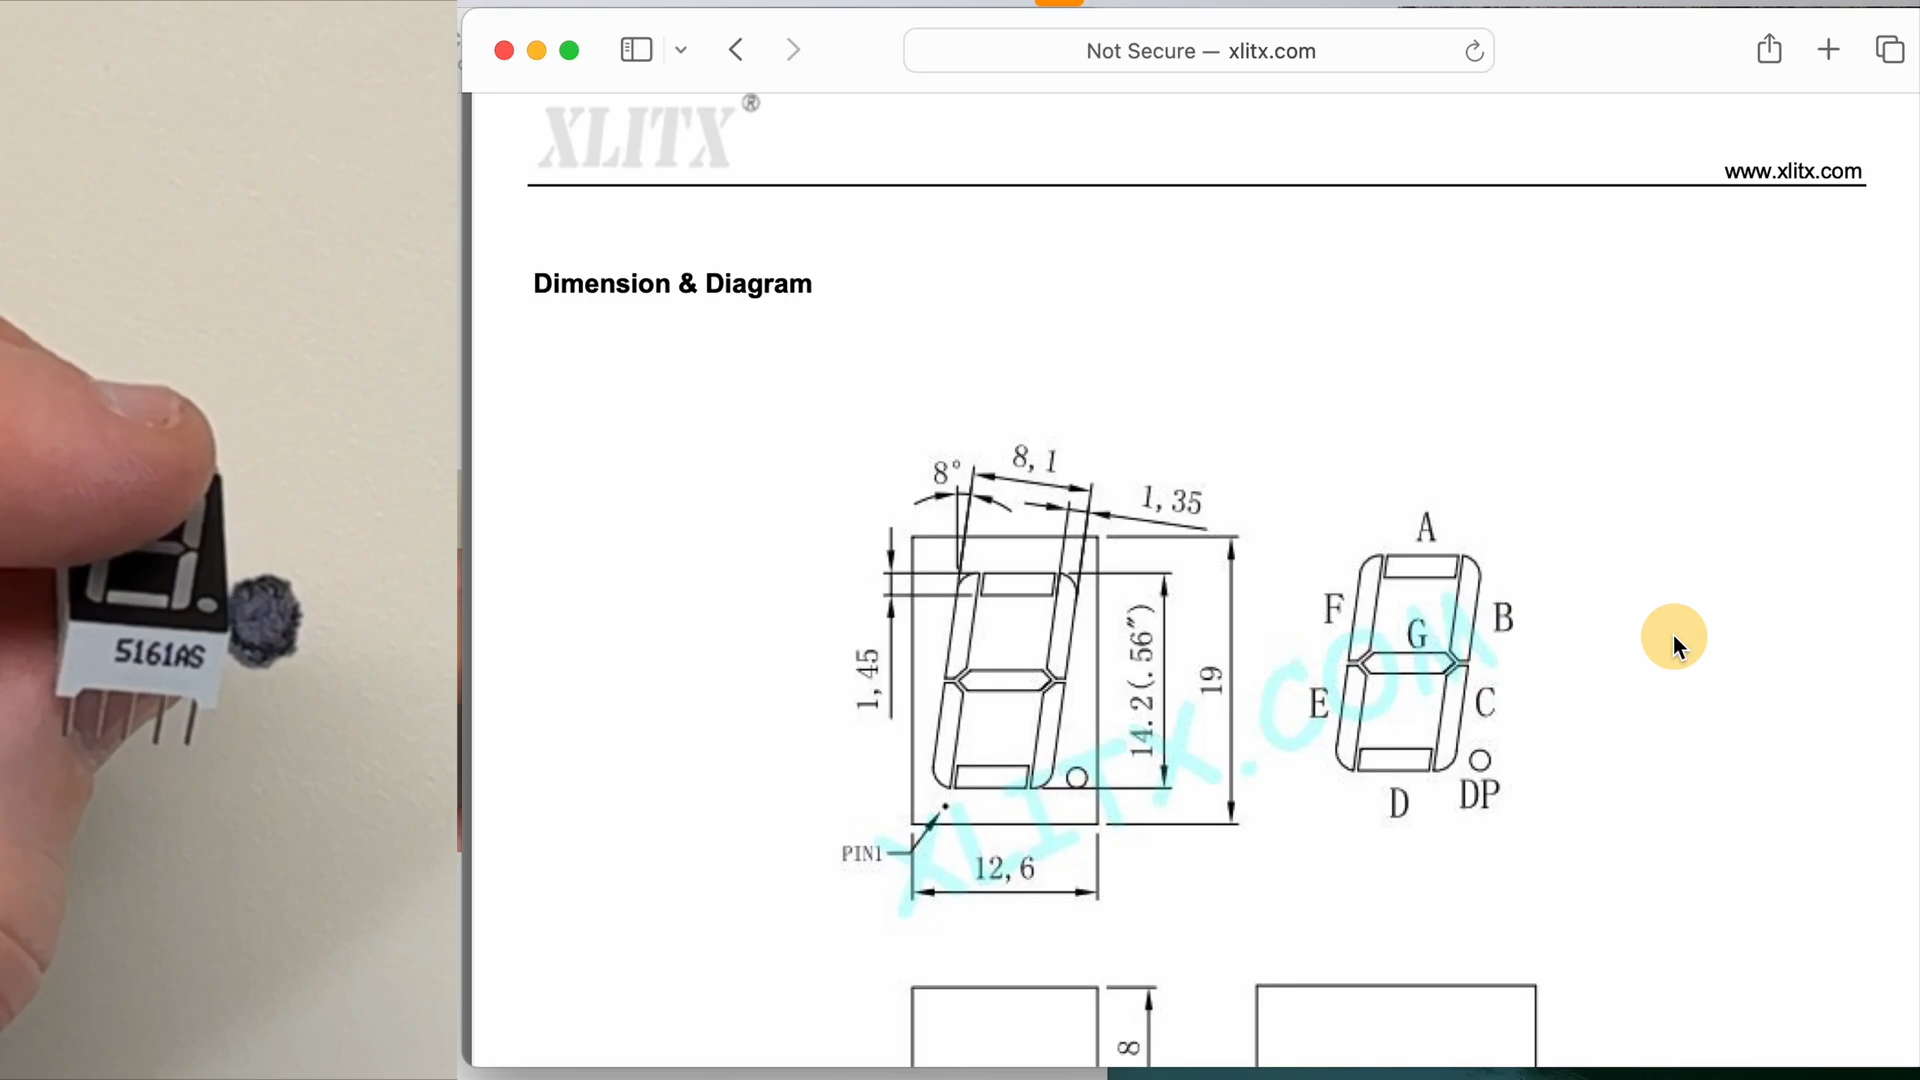 5161AS
Not Secure — xlitx.com
XLITX®
www.xlitx.com
Dimension & Diagram
8°
8,1
1,35
1,45
14.2(.56")
19
PIN1
12,6
A
F
B
G
E
C
D
DP
XLITX.COM
8